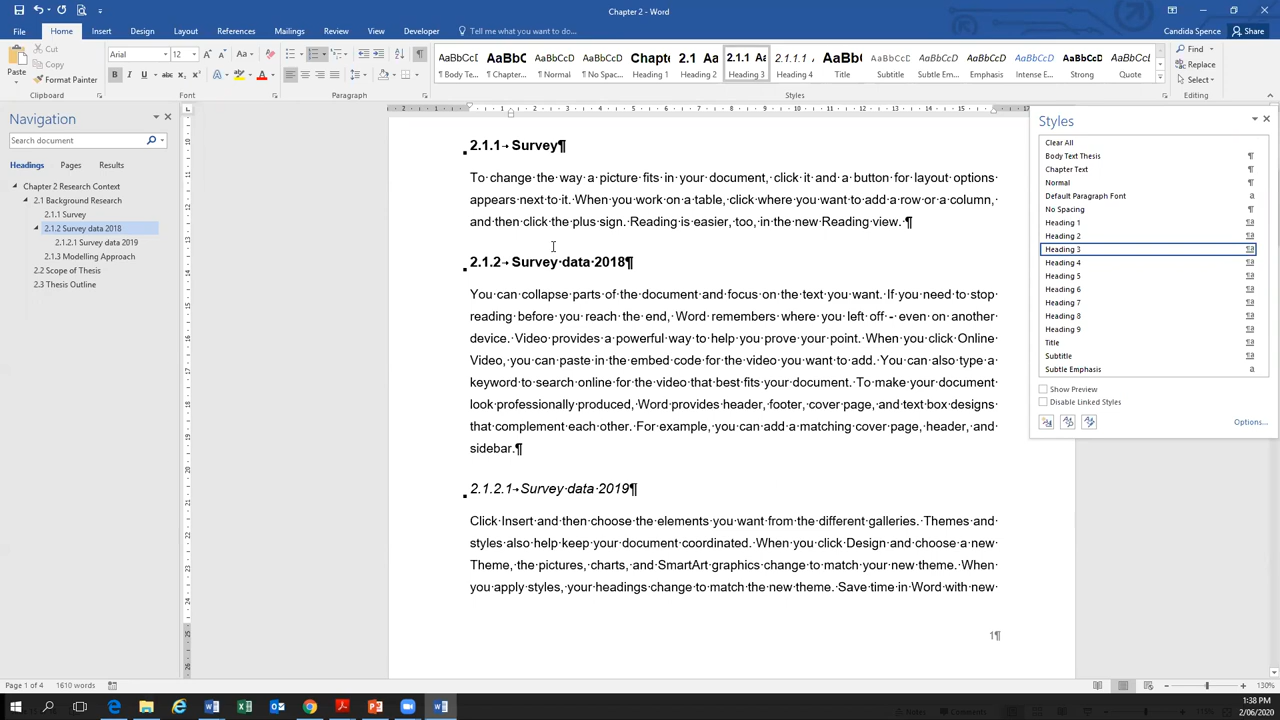 Chapter 2 - Word
File Home Insert Design Layout References Mailings Review View Developer Tell me what you want to do... Candida Spence Share
Paste
Cut
Copy
Format Painter
Clipboard
Arial 12
Font
Paragraph
AaBbC AaBbC AaBbCc AaBbCc Chapte 2.1 Aa 2.1.1 Aa 2.1.1.1 AaBb AaBbCc AaBbCc AaBbCc AaBbCc AaBbCc AaBbCc
¶ Body Te... ¶ Chapter... ¶ Normal ¶ No Spac... Heading 1 Heading 2 Heading 3 Heading 4 Title Subtitle Subtle Em... Emphasis Intense E... Strong Quote
Styles
Find
Replace
Select
Editing
Navigation
Search document
Headings Pages Results
Chapter 2 Research Context
2.1 Background Research
2.1.1 Survey
2.1.2 Survey data 2018
2.1.2.1 Survey data 2019
2.1.3 Modelling Approach
2.2 Scope of Thesis
2.3 Thesis Outline
2.1.1→ Survey¶
To·change·the·way·a·picture·fits·in·your·document,·click·it·and·a·button·for·layout·options·
appears·next·to·it.·When·you·work·on·a·table,·click·where·you·want·to·add·a·row·or·a·column,·
and·then·click·the·plus·sign.·Reading·is·easier,·too,·in·the·new·Reading·view.·¶
2.1.2→ Survey·data·2018¶
You·can·collapse·parts·of·the·document·and·focus·on·the·text·you·want.·If·you·need·to·stop·
reading·before·you·reach·the·end,·Word·remembers·where·you·left·off·-·even·on·another·
device.·Video·provides·a·powerful·way·to·help·you·prove·your·point.·When·you·click·Online·
Video,·you·can·paste·in·the·embed·code·for·the·video·you·want·to·add.·You·can·also·type·a·
keyword·to·search·online·for·the·video·that·best·fits·your·document.·To·make·your·document·
look·professionally·produced,·Word·provides·header,·footer,·cover·page,·and·text·box·designs·
that·complement·each·other.·For·example,·you·can·add·a·matching·cover·page,·header,·and·
sidebar.¶
2.1.2.1→ Survey·data·2019¶
Click·Insert·and·then·choose·the·elements·you·want·from·the·different·galleries.·Themes·and·
styles·also·help·keep·your·document·coordinated.·When·you·click·Design·and·choose·a·new·
Theme,·the·pictures,·charts,·and·SmartArt·graphics·change·to·match·your·new·theme.·When·
you·apply·styles,·your·headings·change·to·match·the·new·theme.·Save·time·in·Word·with·new·
1¶
Styles
Clear All
Body Text Thesis ¶
Chapter Text ¶
Normal ¶
Default Paragraph Font a
No Spacing ¶
Heading 1 ¶a
Heading 2 ¶a
Heading 3 ¶a
Heading 4 ¶a
Heading 5 ¶a
Heading 6 ¶a
Heading 7 ¶a
Heading 8 ¶a
Heading 9 ¶a
Title ¶a
Subtitle ¶a
Subtle Emphasis a
Show Preview
Disable Linked Styles
Options...
Page 1 of 4 1610 words 130%
1:38 PM
2/06/2020